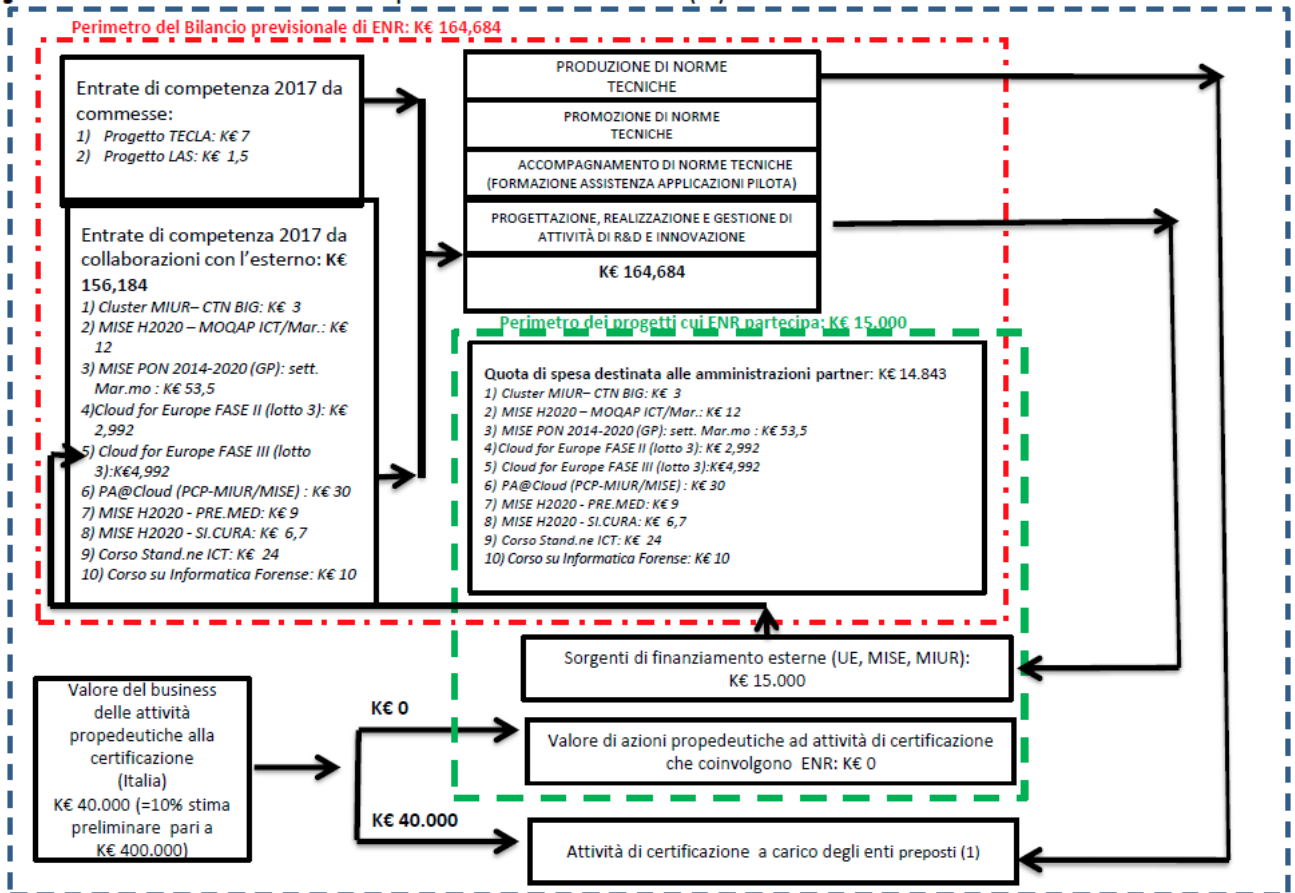 Perimetro del Bilancio previsionale di ENR: K€ 164,684
Entrate di competenza 2017 da
commesse:
1) Progetto TECLA: K€ 7
2) Progetto LAS: K€ 1,5
Entrate di competenza 2017 da
collaborazioni con l'esterno: K€
156,184
1) Cluster MIUR– CTN BIG: K€ 3
2) MISE H2020 – MOQAP ICT/Mar.: K€
12
3) MISE PON 2014-2020 (GP): sett.
Mar.mo : K€ 53,5
4)Cloud for Europe FASE II (lotto 3): K€
2,992
5) Cloud for Europe FASE III (lotto
3):K€4,992
6) PA@Cloud (PCP-MIUR/MISE) : K€ 30
7) MISE H2020 - PRE.MED: K€ 9
8) MISE H2020 - SI.CURA: K€ 6,7
9) Corso Stand.ne ICT: K€ 24
10) Corso su Informatica Forense: K€ 10
PRODUZIONE DI NORME
TECNICHE
PROMOZIONE DI NORME
TECNICHE
ACCOMPAGNAMENTO DI NORME TECNICHE
(FORMAZIONE ASSISTENZA APPLICAZIONI PILOTA)
PROGETTAZIONE, REALIZZAZIONE E GESTIONE DI
ATTIVITÀ DI R&D E INNOVAZIONE
K€ 164,684
Perimetro dei progetti cui ENR partecipa: K€ 15.000
Quota di spesa destinata alle amministrazioni partner: K€ 14.843
1) Cluster MIUR– CTN BIG: K€ 3
2) MISE H2020 – MOQAP ICT/Mar.: K€ 12
3) MISE PON 2014-2020 (GP): sett. Mar.mo : K€ 53,5
4)Cloud for Europe FASE II (lotto 3): K€ 2,992
5) Cloud for Europe FASE III (lotto 3):K€4,992
6) PA@Cloud (PCP-MIUR/MISE) : K€ 30
7) MISE H2020 - PRE.MED: K€ 9
8) MISE H2020 - SI.CURA: K€ 6,7
9) Corso Stand.ne ICT: K€ 24
10) Corso su Informatica Forense: K€ 10
Sorgenti di finanziamento esterne (UE, MISE, MIUR):
K€ 15.000
Valore del business
delle attività
propedeutiche alla
certificazione
(Italia)
K€ 40.000 (=10% stima
preliminare pari a
K€ 400.000)
K€ 0
Valore di azioni propedeutiche ad attività di certificazione
che coinvolgono ENR: K€ 0
K€ 40.000
Attività di certificazione a carico degli enti preposti (1)